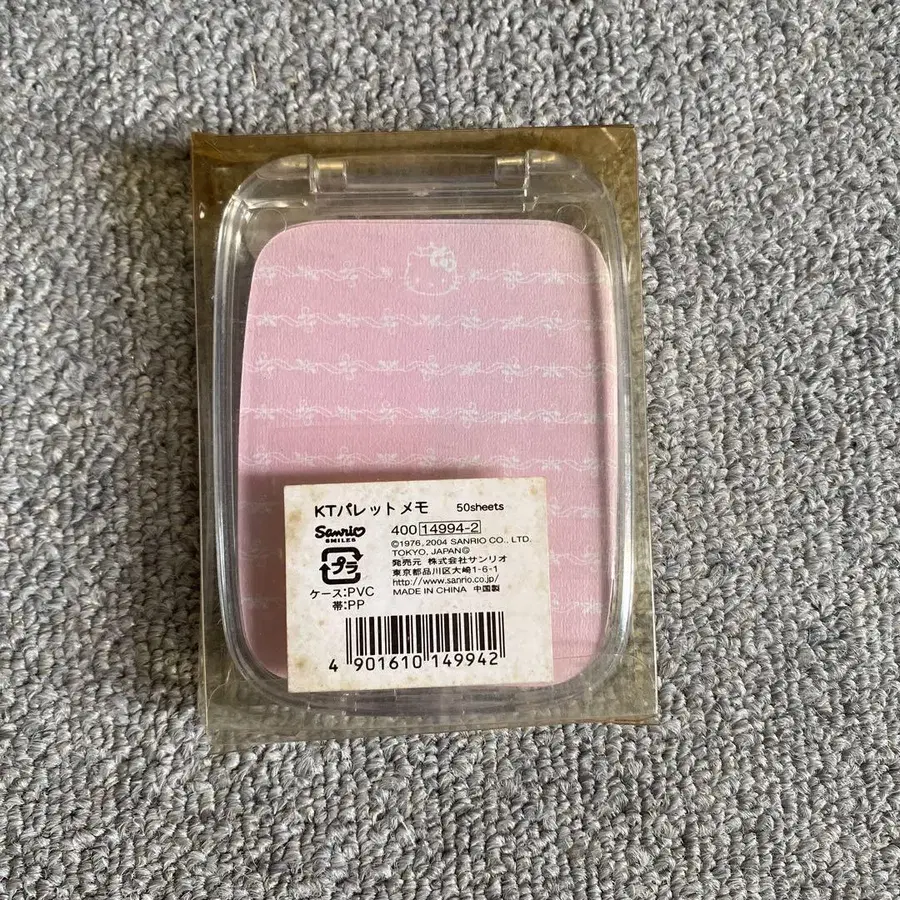 KTパレットメモ 50sheets
Sanrio
SMILES
400 14994-2
©1976, 2004 SANRIO CO., LTD.
TOKYO, JAPAN
発売元 株式会社サンリオ
東京都品川区大崎1-6-1
http://www.sanrio.co.jp/
MADE IN CHINA 中国製
プラ
ケース:PVC
帯:PP
4 901610 149942